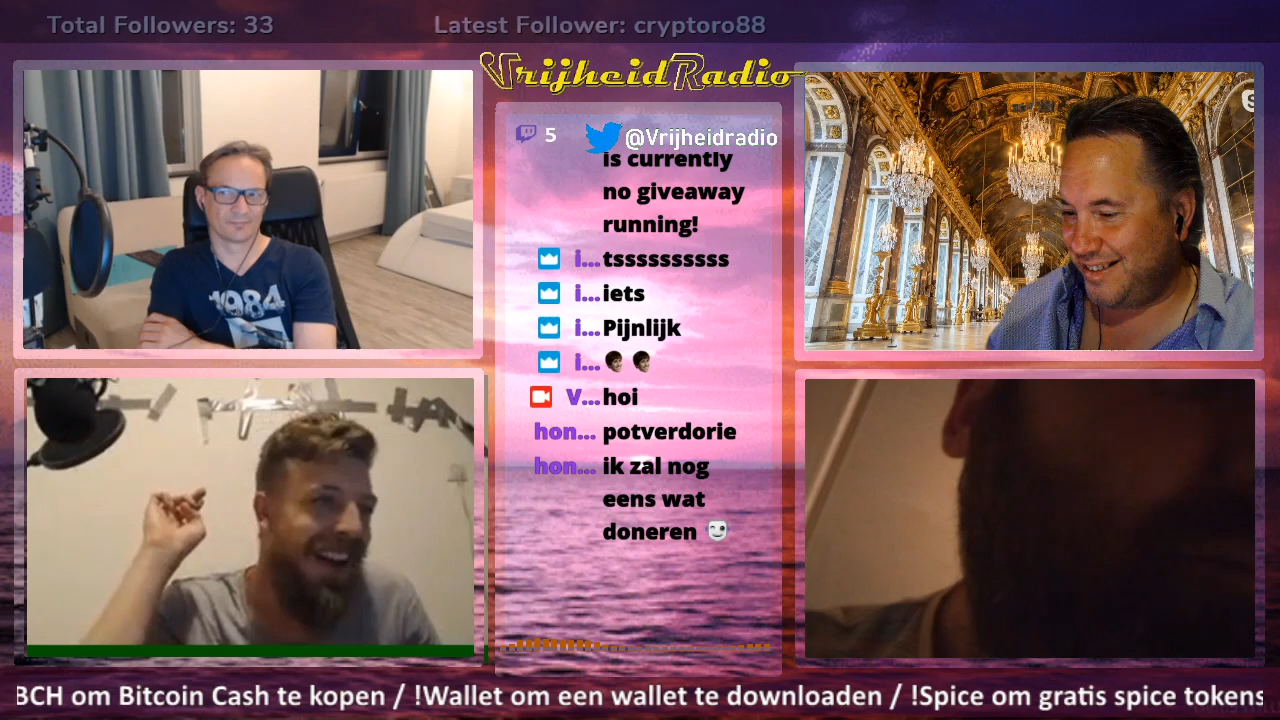 Total Followers: 33
Latest Follower: cryptoro88
VrijheidRadio
5
@Vrijheidradio
is currently
no giveaway
running!
i... tssssssssss
i... iets
i... Pijnlijk
i...
V... hoi
hon... potverdorie
hon... ik zal nog
eens wat
doneren
1984
BCH om Bitcoin Cash te kopen / !Wallet om een wallet te downloaden / !Spice om gratis spice tokens